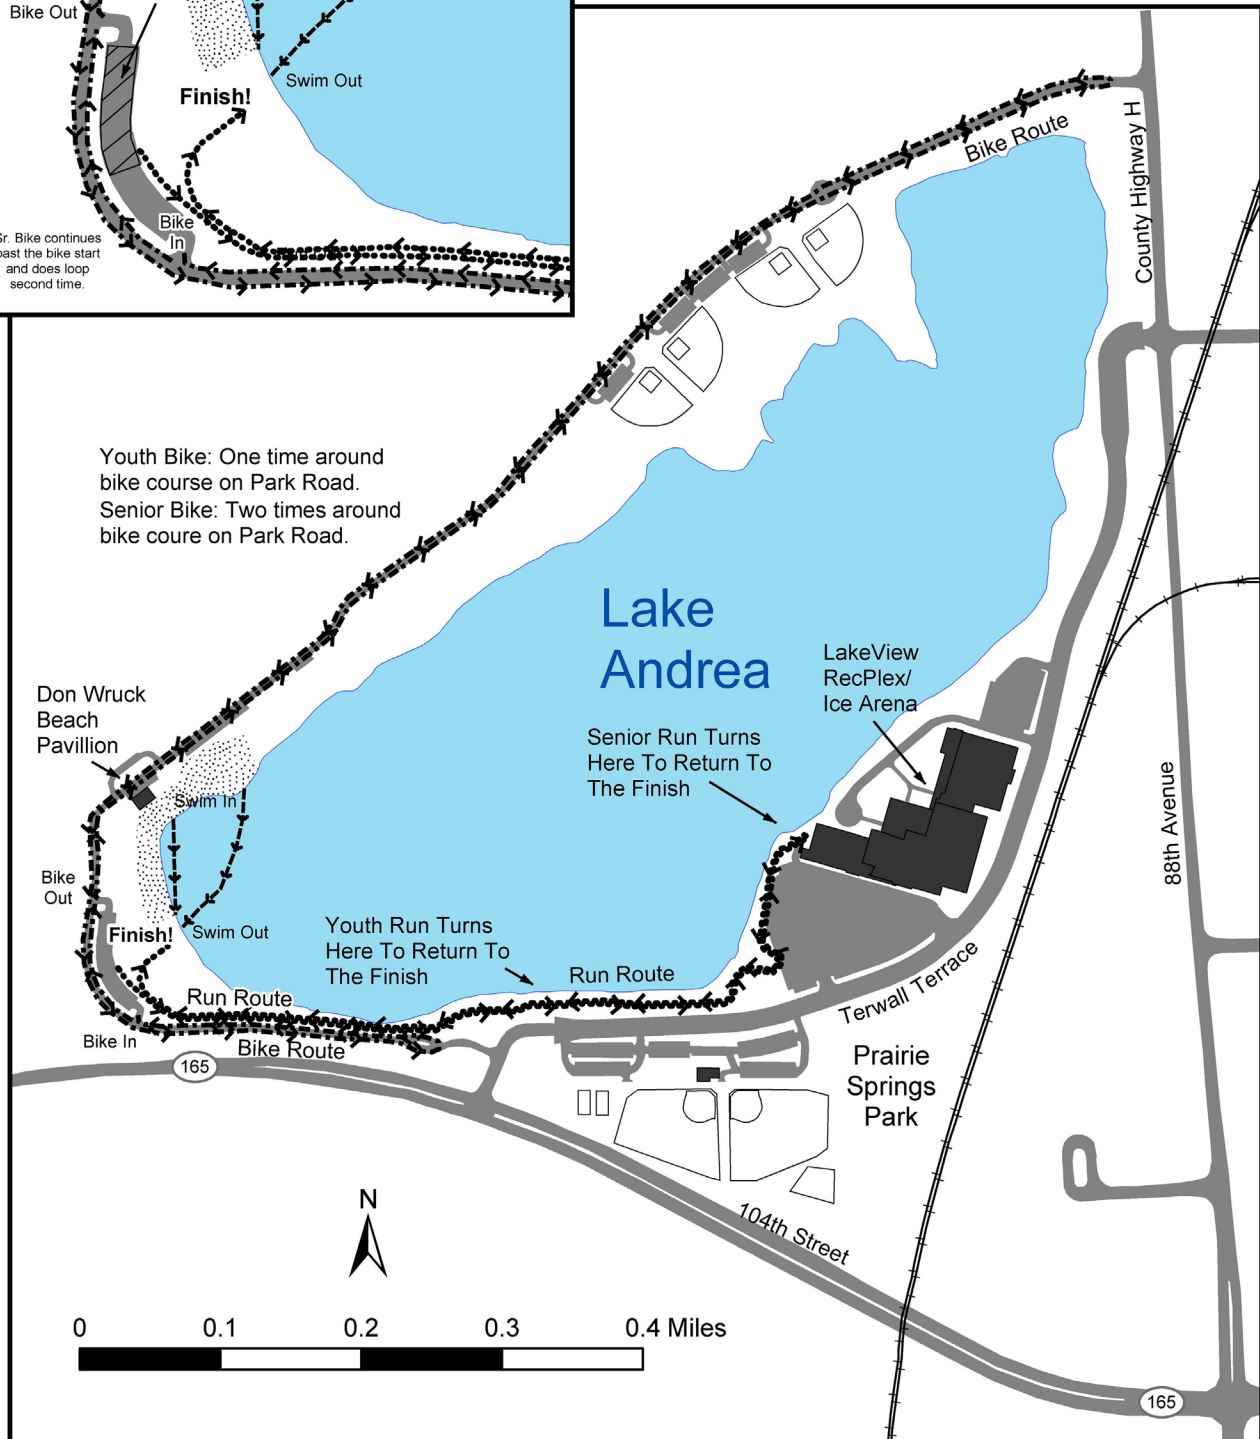 Bike Out
Swim Out
Finish!
Bike
In
Sr. Bike continues
past the bike start
and does loop
second time.
Bike Route
County Highway H
Youth Bike: One time around
bike course on Park Road.
Senior Bike: Two times around
bike coure on Park Road.
Lake
Andrea
LakeView
RecPlex/
Ice Arena
Don Wruck
Beach
Pavillion
Senior Run Turns
Here To Return To
The Finish
Swim In
88th Avenue
Bike
Out
Finish!
Swim Out
Youth Run Turns
Here To Return To
The Finish
Run Route
Run Route
Terwall Terrace
Bike In
Bike Route
165
Prairie
Springs
Park
104th Street
N
0 0.1 0.2 0.3 0.4 Miles
165